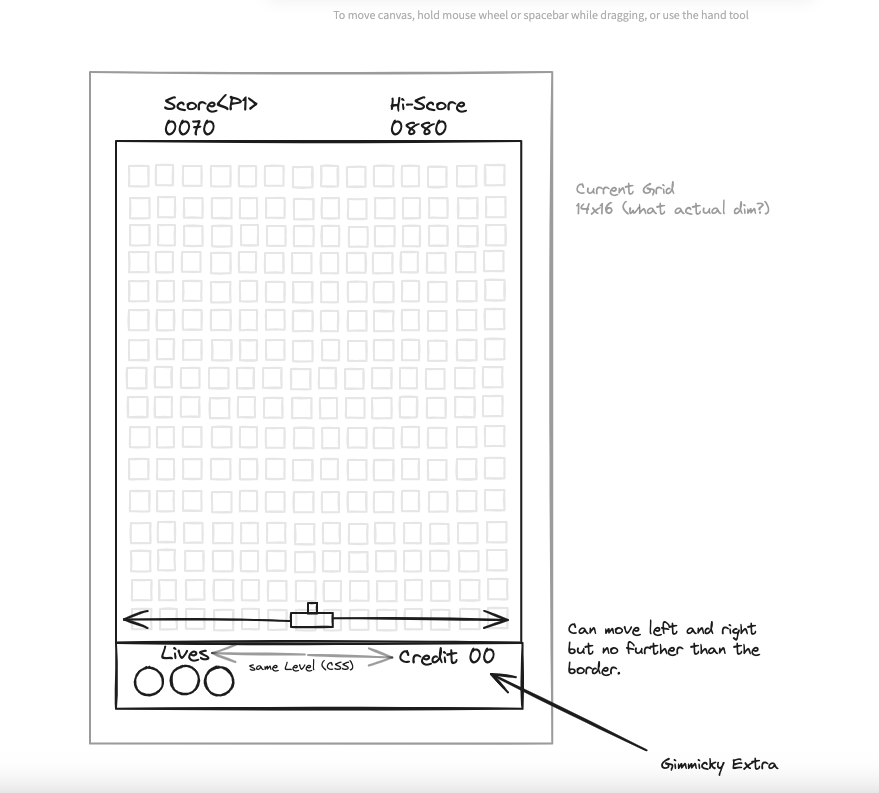 To move canvas, hold mouse wheel or spacebar while dragging, or use the hand tool
Score<P1> Hi-Score
0070 0880
Current Grid
14x16 (what actual dim?)
Can move left and right
but no further than the
border.
Lives Credit 00
same Level (CSS)
Gimmicky Extra